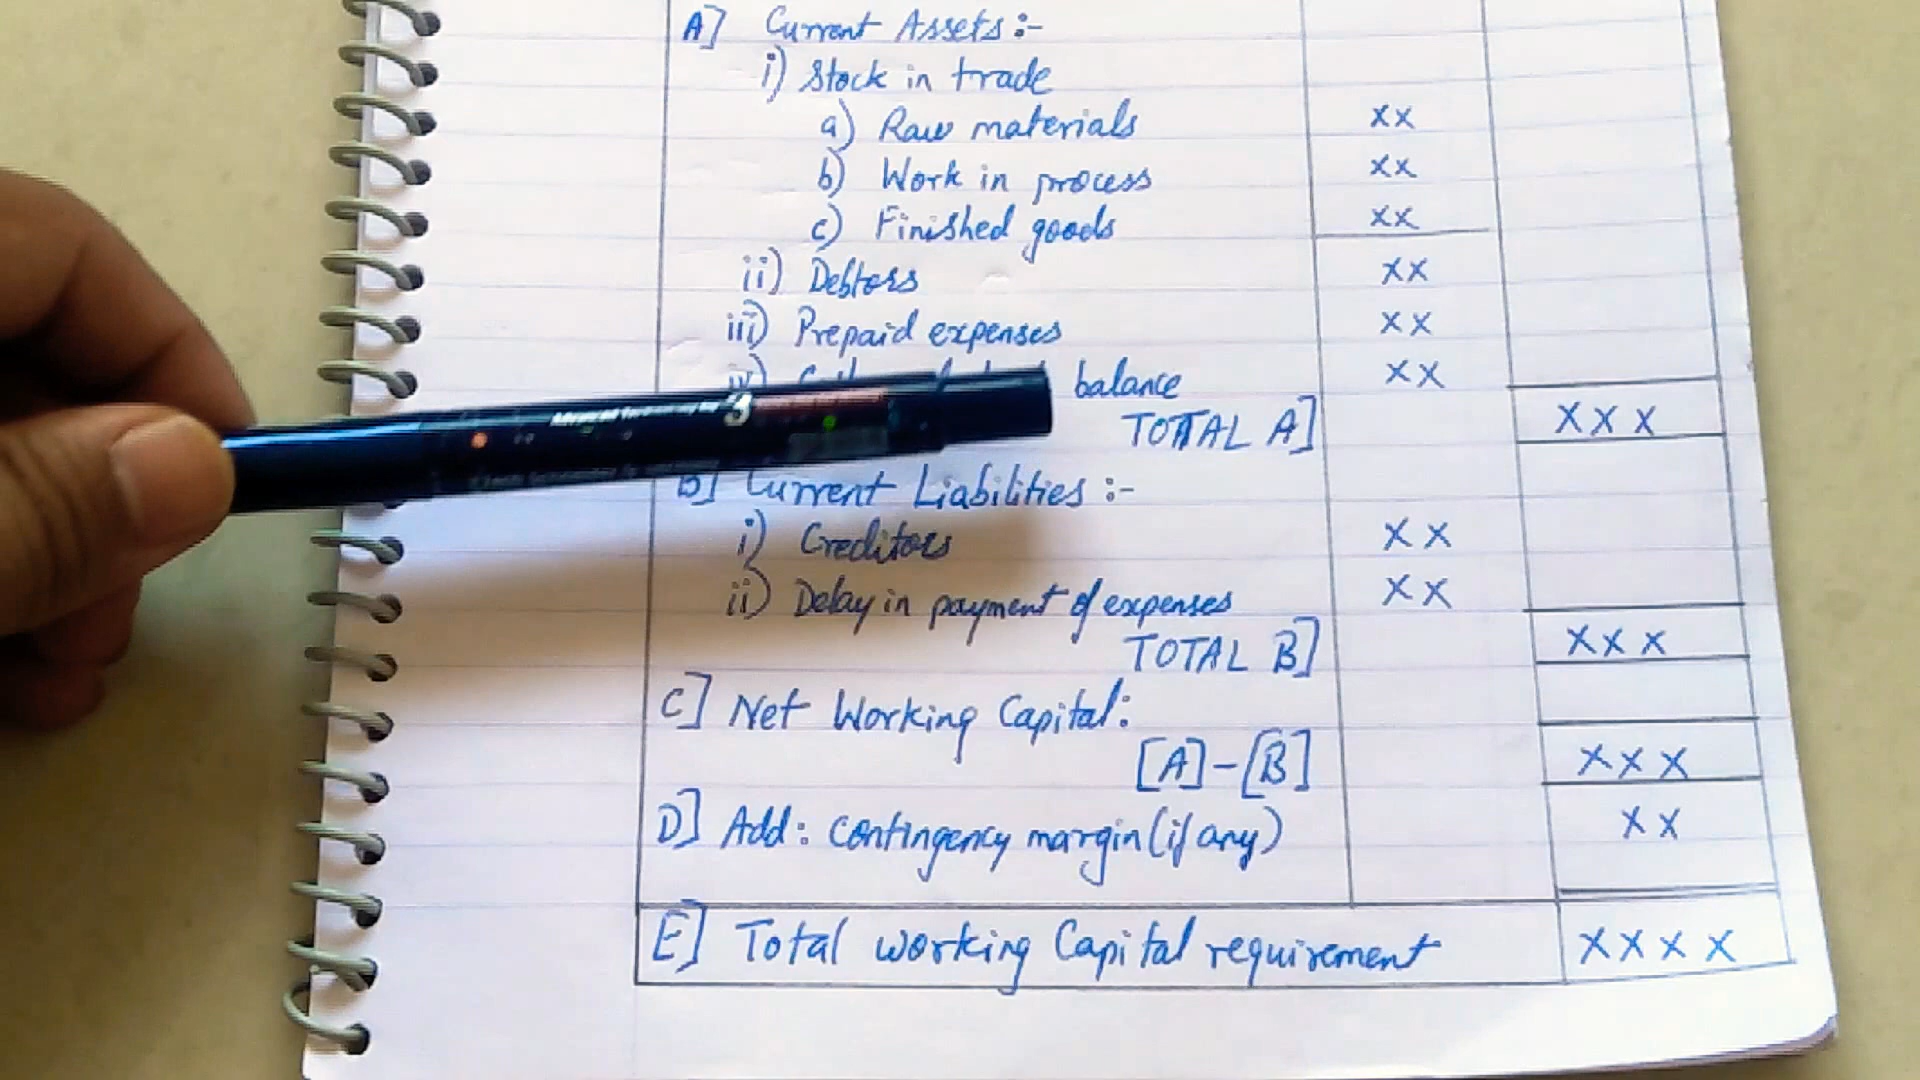 A] Current Assets :-
i) Stock in trade
a) Raw materials XX
b) Work in process XX
c) Finished goods XX
ii) Debtors XX
iii) Prepaid expenses XX
iv) balance XX
TOTAL A] XXX
B] Current Liabilities :-
i) Creditors XX
ii) Delay in payment of expenses XX
TOTAL B] XXX
C] Net Working Capital:
[A]-[B] XXX
D] Add: Contingency margin (if any) XX
E] Total working Capital requirement XXXX